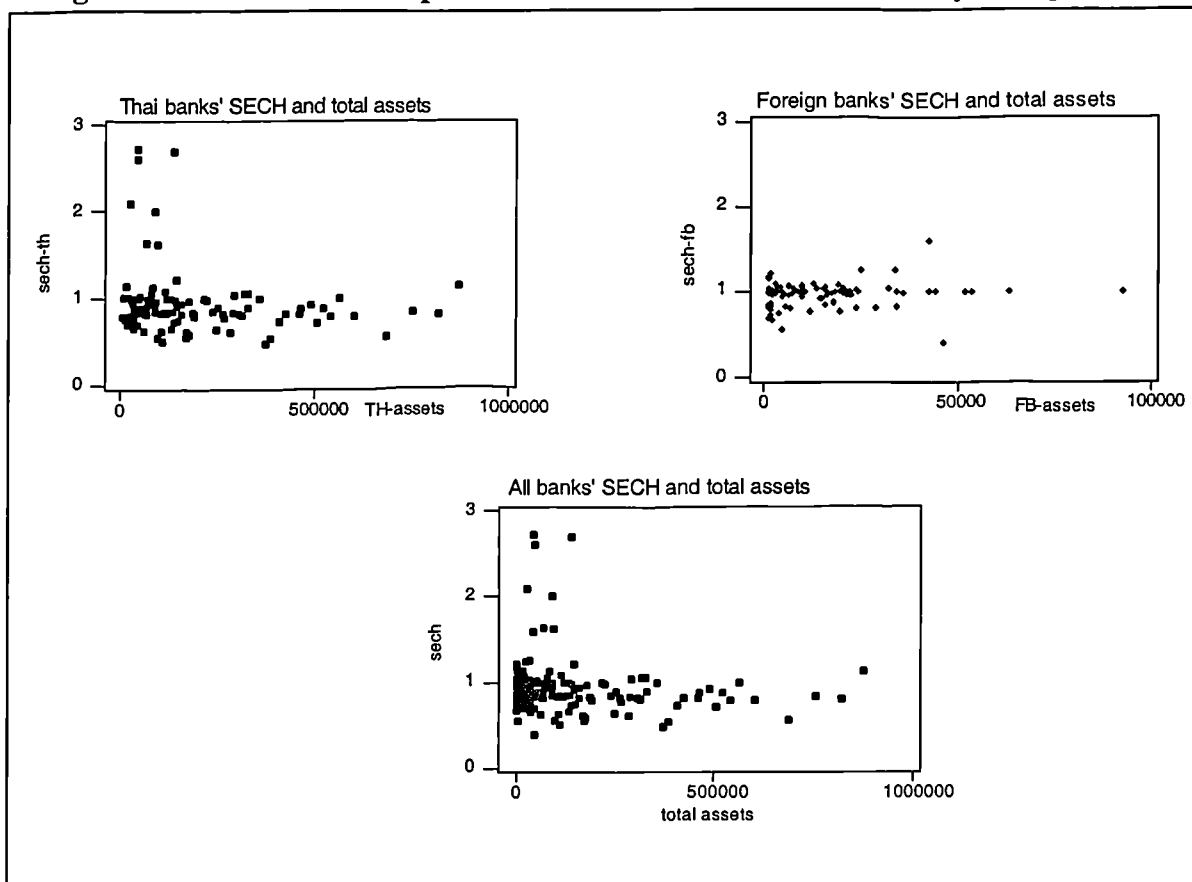 Thai banks' SECH and total assets
3
2
1
0
sech-th
0 500000 TH-assets 1000000
Foreign banks' SECH and total assets
3
2
1
0
sech-fb
0 50000 FB-assets 100000
All banks' SECH and total assets
3
2
1
0
sech
0 500000 1000000
total assets